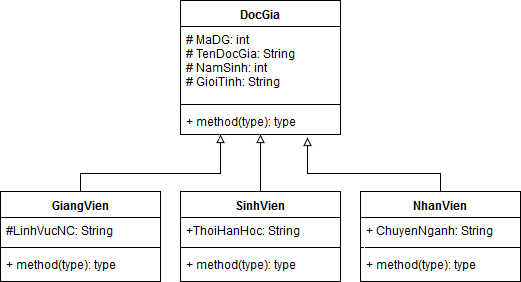 DocGia
# MaDG: int
# TenDocGia: String
# NamSinh: int
# GioiTinh: String
+ method(type): type
GiangVien
#LinhVucNC: String
+ method(type): type
SinhVien
+ThoiHanHoc: String
+ method(type): type
NhanVien
+ ChuyenNganh: String
+ method(type): type